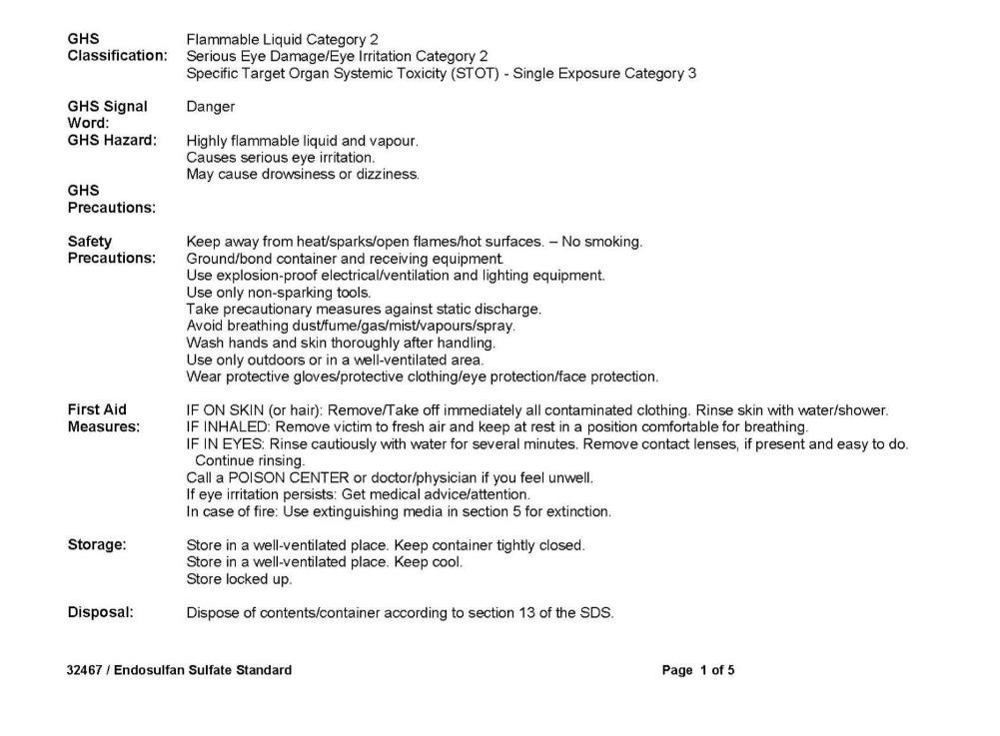 GHS Classification: Flammable Liquid Category 2
Serious Eye Damage/Eye Irritation Category 2
Specific Target Organ Systemic Toxicity (STOT) - Single Exposure Category 3
GHS Signal Word: Danger
GHS Hazard: Highly flammable liquid and vapour.
Causes serious eye irritation.
May cause drowsiness or dizziness.
GHS
Precautions:
Safety Precautions: Keep away from heat/sparks/open flames/hot surfaces. – No smoking.
Ground/bond container and receiving equipment.
Use explosion-proof electrical/ventilation and lighting equipment.
Use only non-sparking tools.
Take precautionary measures against static discharge.
Avoid breathing dust/fume/gas/mist/vapours/spray.
Wash hands and skin thoroughly after handling.
Use only outdoors or in a well-ventilated area.
Wear protective gloves/protective clothing/eye protection/face protection.
First Aid Measures: IF ON SKIN (or hair): Remove/Take off immediately all contaminated clothing. Rinse skin with water/shower.
IF INHALED: Remove victim to fresh air and keep at rest in a position comfortable for breathing.
IF IN EYES: Rinse cautiously with water for several minutes. Remove contact lenses, if present and easy to do.
Continue rinsing.
Call a POISON CENTER or doctor/physician if you feel unwell.
If eye irritation persists: Get medical advice/attention.
In case of fire: Use extinguishing media in section 5 for extinction.
Storage: Store in a well-ventilated place. Keep container tightly closed.
Store in a well-ventilated place. Keep cool.
Store locked up.
Disposal: Dispose of contents/container according to section 13 of the SDS.
32467 / Endosulfan Sulfate Standard Page 1 of 5